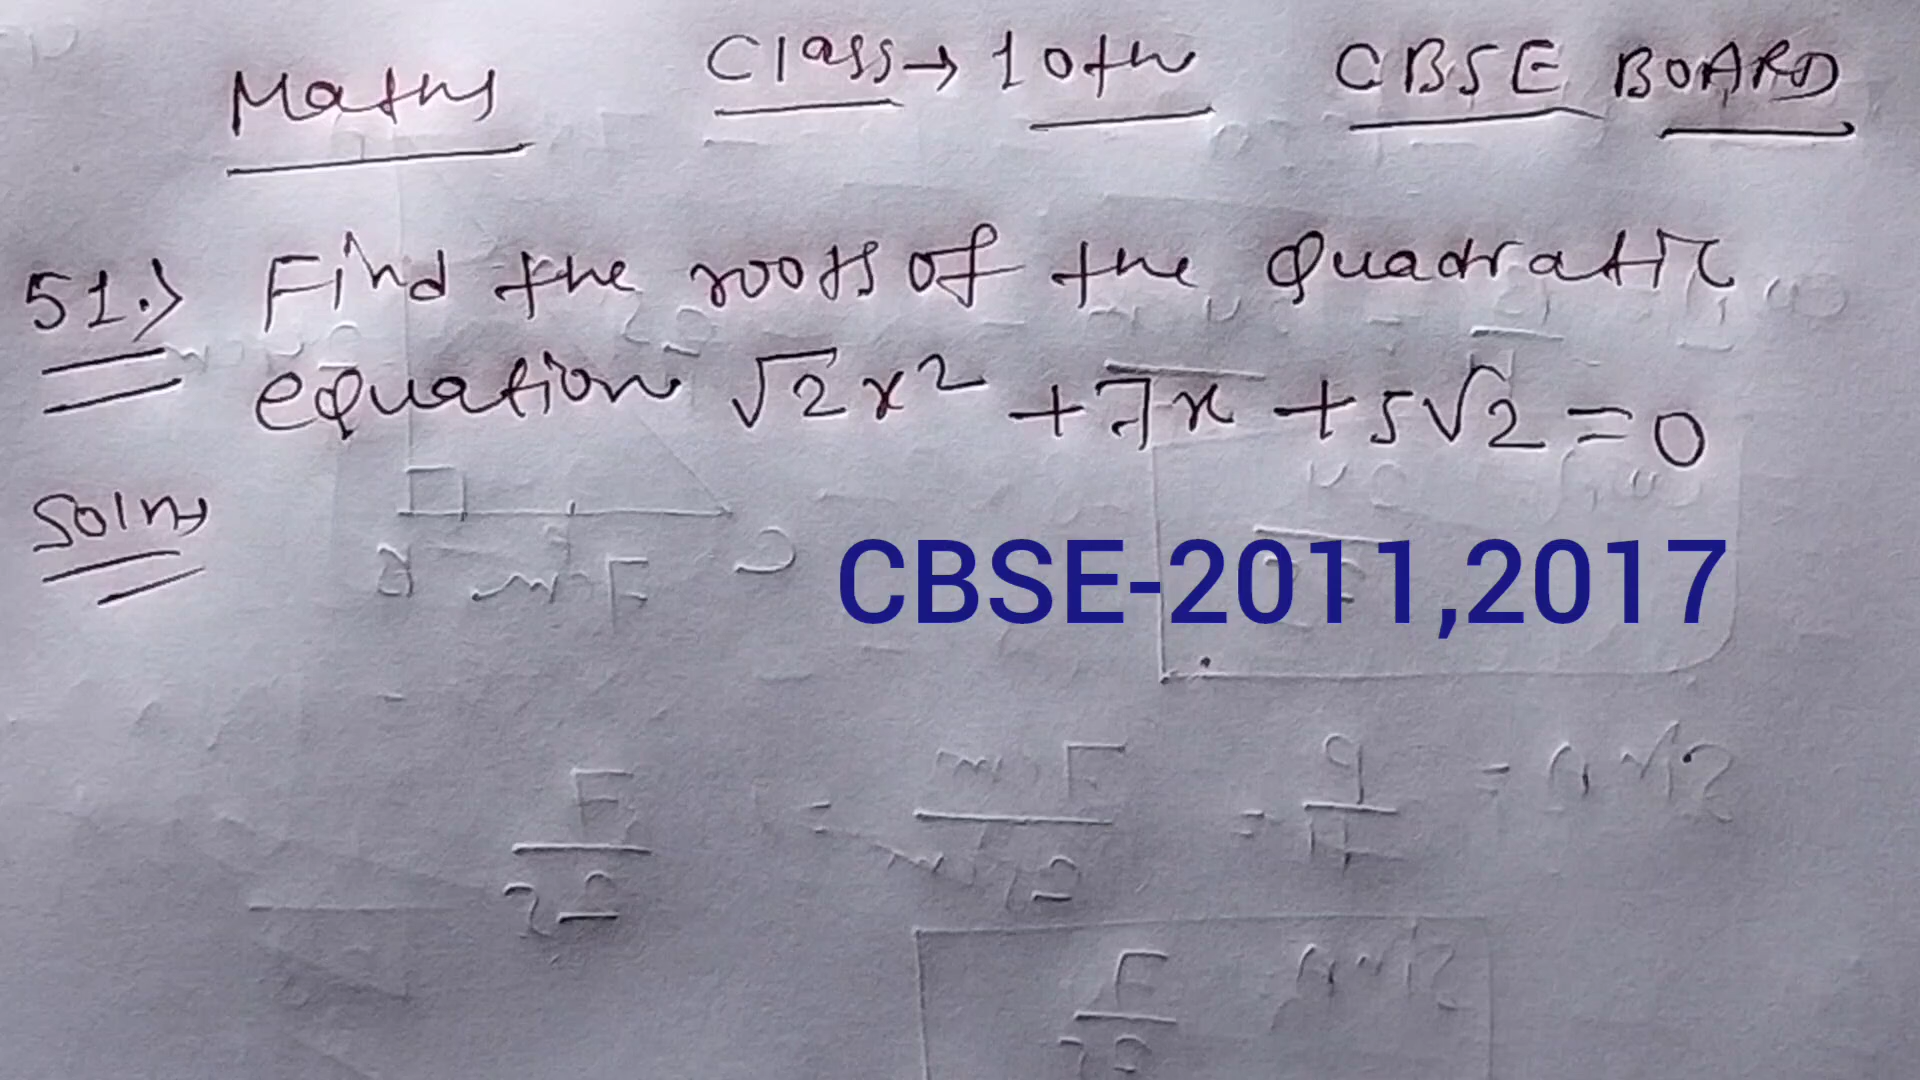 Maths Class→10th CBSE BOARD
51.) Find the roots of the quadratic
equation √2x² + 7x + 5√2 = 0
Soln→
CBSE-2011,2017